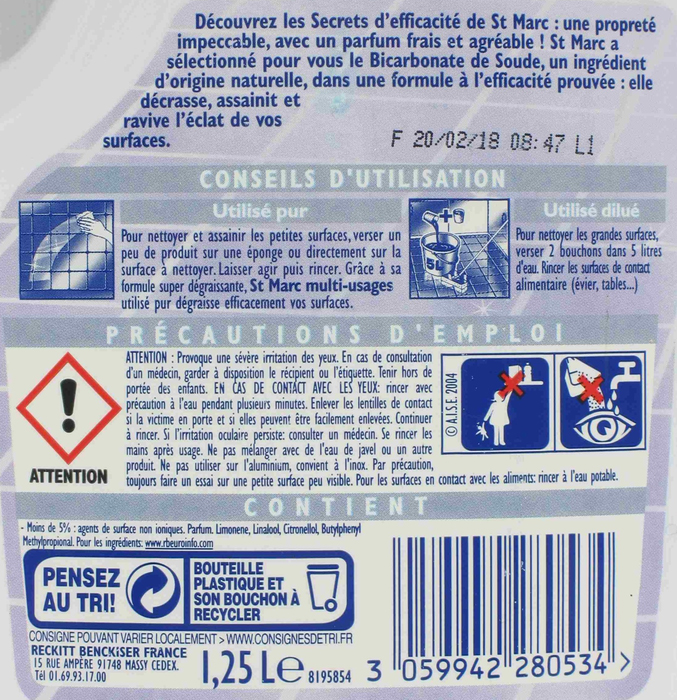 Découvrez les Secrets d'efficacité de St Marc : une propreté
impeccable, avec un parfum frais et agréable ! St Marc a
sélectionné pour vous le Bicarbonate de Soude, un ingrédient
d'origine naturelle, dans une formule à l'efficacité prouvée : elle
décrasse, assainit et
ravive l'éclat de vos
surfaces.
F 20/02/18 08:47 L1
CONSEILS D'UTILISATION
Utilisé pur
Pour nettoyer et assainir les petites surfaces, verser un
peu de produit sur une éponge ou directement sur la
surface à nettoyer. Laisser agir puis rincer. Grâce à sa
formule super dégraissante, St Marc multi-usages
utilisé pur dégraisse efficacement vos surfaces.
5L
Utilisé dilué
Pour nettoyer les grandes surfaces,
verser 2 bouchons dans 5 litres
d'eau. Rincer les surfaces de contact
alimentaire (évier, tables...)
PRÉCAUTIONS D'EMPLOI
ATTENTION
ATTENTION : Provoque une sévère irritation des yeux. En cas de consultation
d'un médecin, garder à disposition le récipient ou l'étiquette. Tenir hors de
portée des enfants. EN CAS DE CONTACT AVEC LES YEUX: rincer avec
précaution à l'eau pendant plusieurs minutes. Enlever les lentilles de contact
si la victime en porte et si elles peuvent être facilement enlevées. Continuer
à rincer. Si l'irritation oculaire persiste: consulter un médecin. Se rincer les
mains après usage. Ne pas mélanger avec de l'eau de javel ou un autre
produit. Ne pas utiliser sur l'aluminium, convient à l'inox. Par précaution,
toujours faire un essai sur une petite surface peu visible. Pour les surfaces en contact avec les aliments: rincer à l'eau potable.
© A.I.S.E. 2004
CONTIENT
- Moins de 5% : agents de surface non ioniques. Parfum. Limonene, Linalool, Citronellol, Butylphenyl
Methylpropional. Pour les ingrédients: www.rbeuroinfo.com
PENSEZ
AU TRI!
BOUTEILLE
PLASTIQUE ET
SON BOUCHON À
RECYCLER
CONSIGNE POUVANT VARIER LOCALEMENT > WWW.CONSIGNESDETRI.FR
RECKITT BENCKISER FRANCE
15 RUE AMPÈRE 91748 MASSY CEDEX.
Tél 01.69.93.17.00
1,25 L℮
8195854
3 059942 280534 >